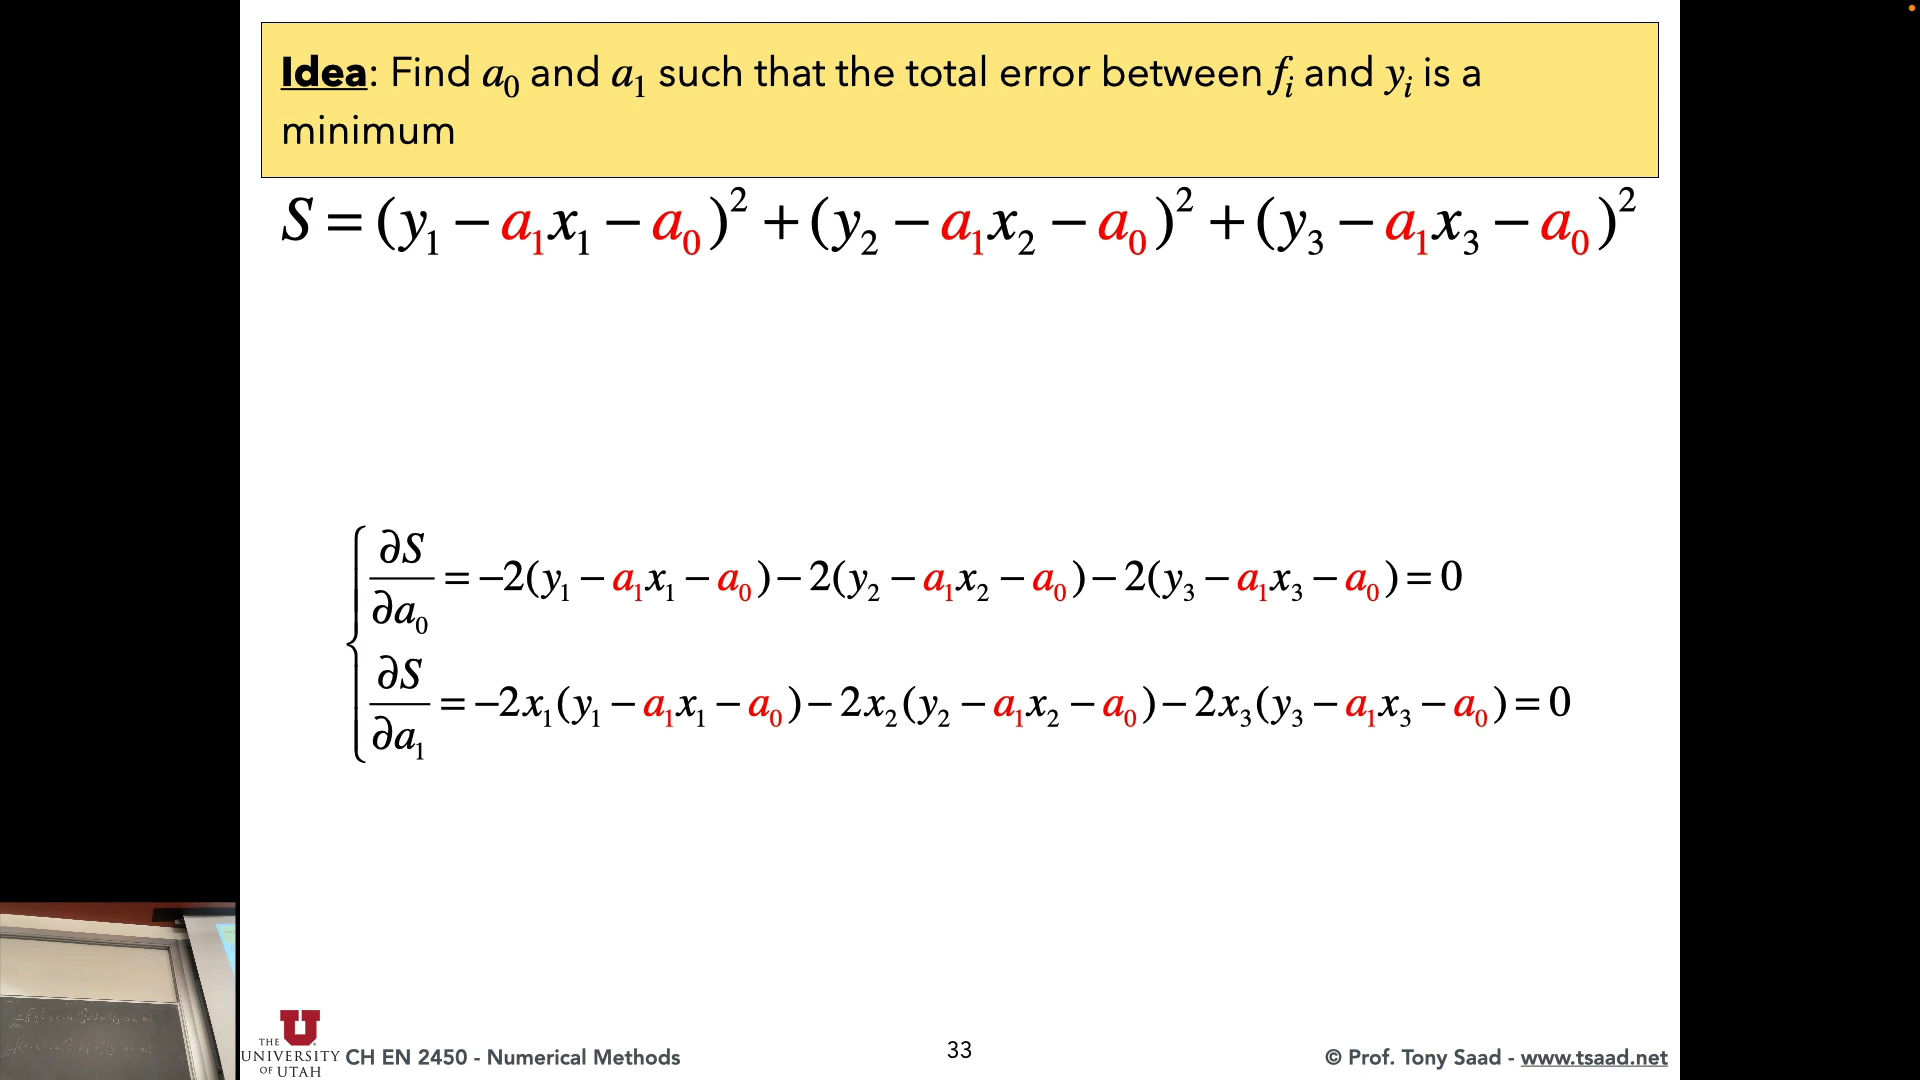 Idea: Find a₀ and a₁ such that the total error between fᵢ and yᵢ is a
minimum
S = (y₁ − a₁x₁ − a₀)² + (y₂ − a₁x₂ − a₀)² + (y₃ − a₁x₃ − a₀)²
∂S/∂a₀ = −2(y₁ − a₁x₁ − a₀) − 2(y₂ − a₁x₂ − a₀) − 2(y₃ − a₁x₃ − a₀) = 0
∂S/∂a₁ = −2x₁(y₁ − a₁x₁ − a₀) − 2x₂(y₂ − a₁x₂ − a₀) − 2x₃(y₃ − a₁x₃ − a₀) = 0
U
THE
UNIVERSITY
OF UTAH
CH EN 2450 - Numerical Methods
33
© Prof. Tony Saad - www.tsaad.net